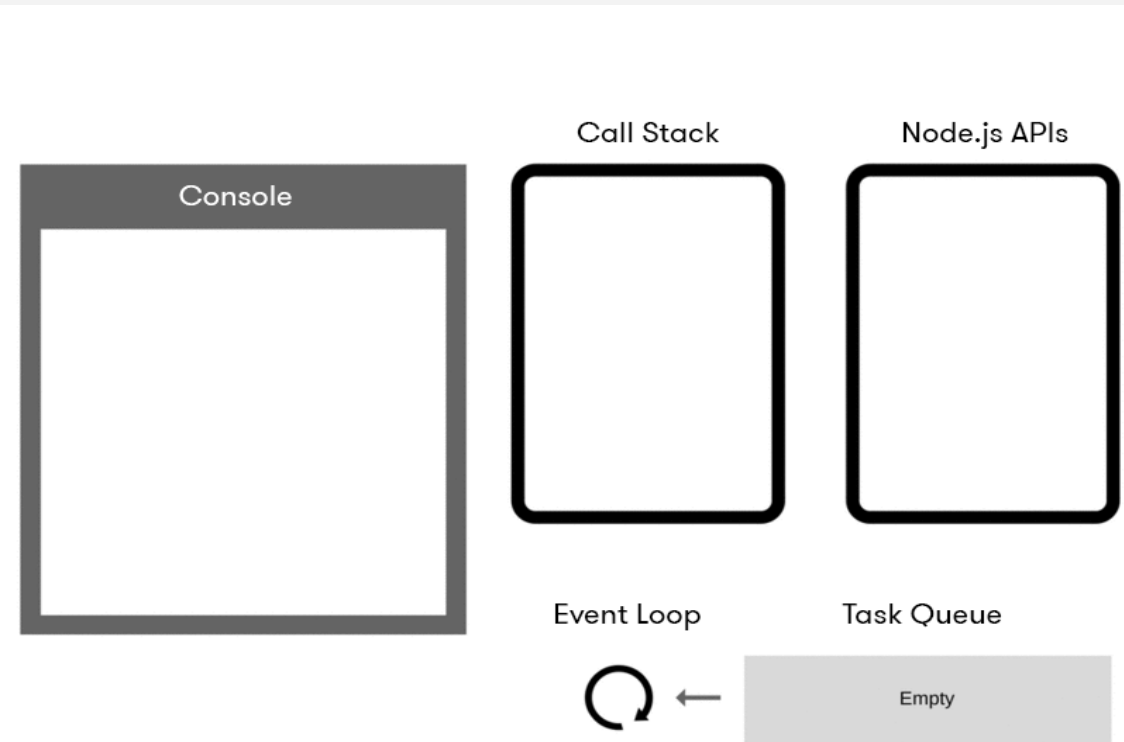 Call Stack
Node.js APIs
Console
Event Loop
Task Queue
Empty